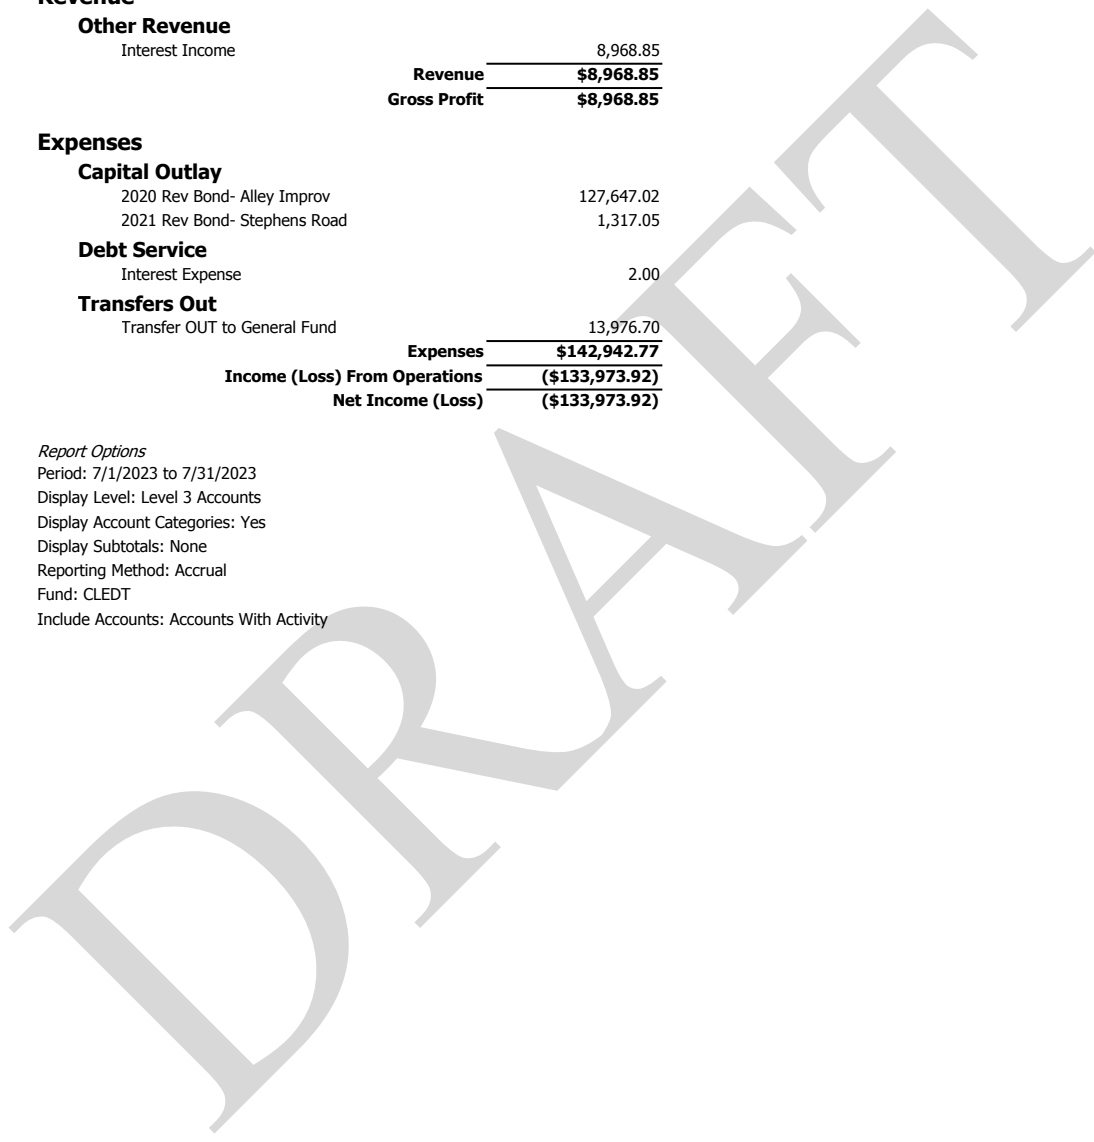 Revenue
Other Revenue
Interest Income 8,968.85
Revenue $8,968.85
Gross Profit $8,968.85
Expenses
Capital Outlay
2020 Rev Bond- Alley Improv 127,647.02
2021 Rev Bond- Stephens Road 1,317.05
Debt Service
Interest Expense 2.00
Transfers Out
Transfer OUT to General Fund 13,976.70
Expenses $142,942.77
Income (Loss) From Operations ($133,973.92)
Net Income (Loss) ($133,973.92)
Report Options
Period: 7/1/2023 to 7/31/2023
Display Level: Level 3 Accounts
Display Account Categories: Yes
Display Subtotals: None
Reporting Method: Accrual
Fund: CLEDT
Include Accounts: Accounts With Activity
DRAFT